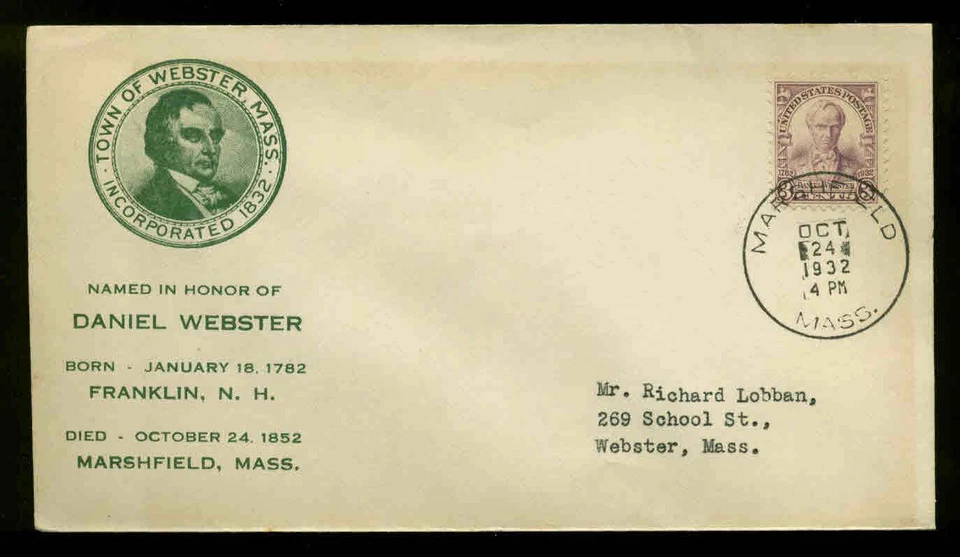 · TOWN OF WEBSTER, MASS. ·
INCORPORATED 1832
NAMED IN HONOR OF
DANIEL WEBSTER
BORN - JANUARY 18, 1782
FRANKLIN, N. H.
DIED - OCTOBER 24, 1852
MARSHFIELD, MASS.
UNITED STATES POSTAGE
1782 1932
3 DANIEL WEBSTER 3
CENTS
MARSHFIELD
OCT
24
1932
4 PM
MASS.
Mr. Richard Lobban,
269 School St.,
Webster, Mass.